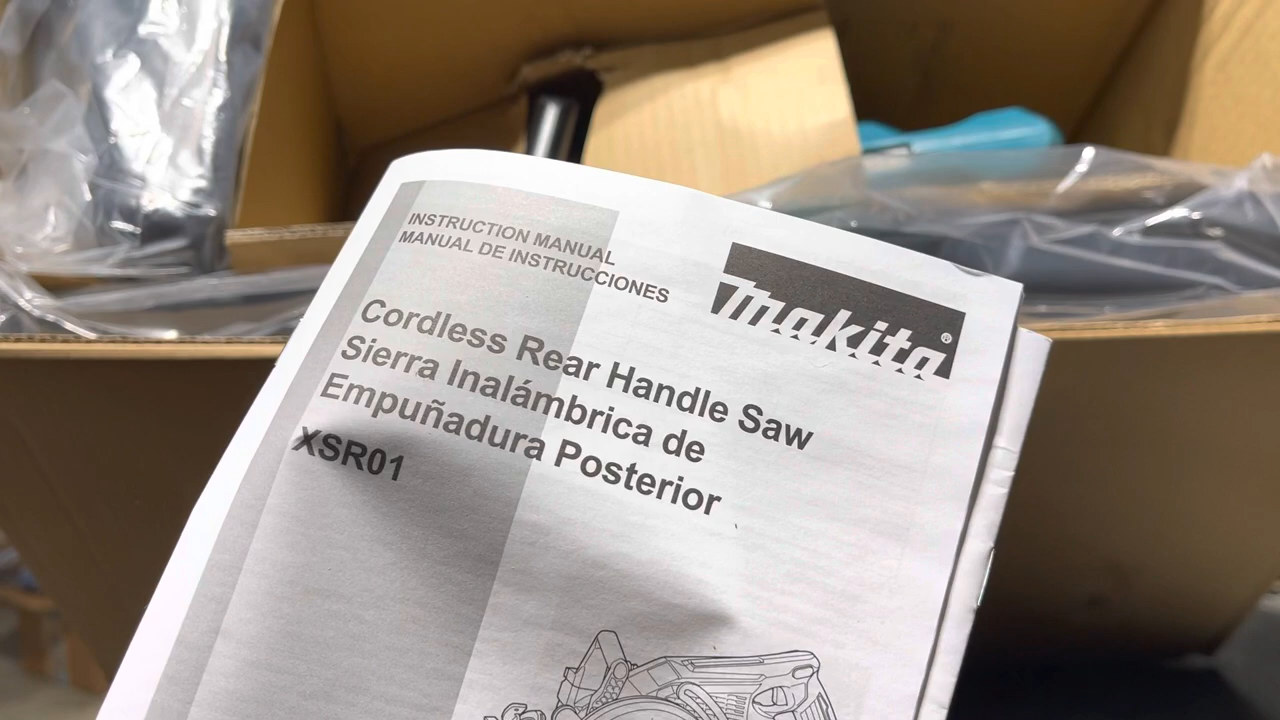 INSTRUCTION MANUAL
MANUAL DE INSTRUCCIONES
makita®
Cordless Rear Handle Saw
Sierra Inalámbrica de
Empuñadura Posterior
XSR01